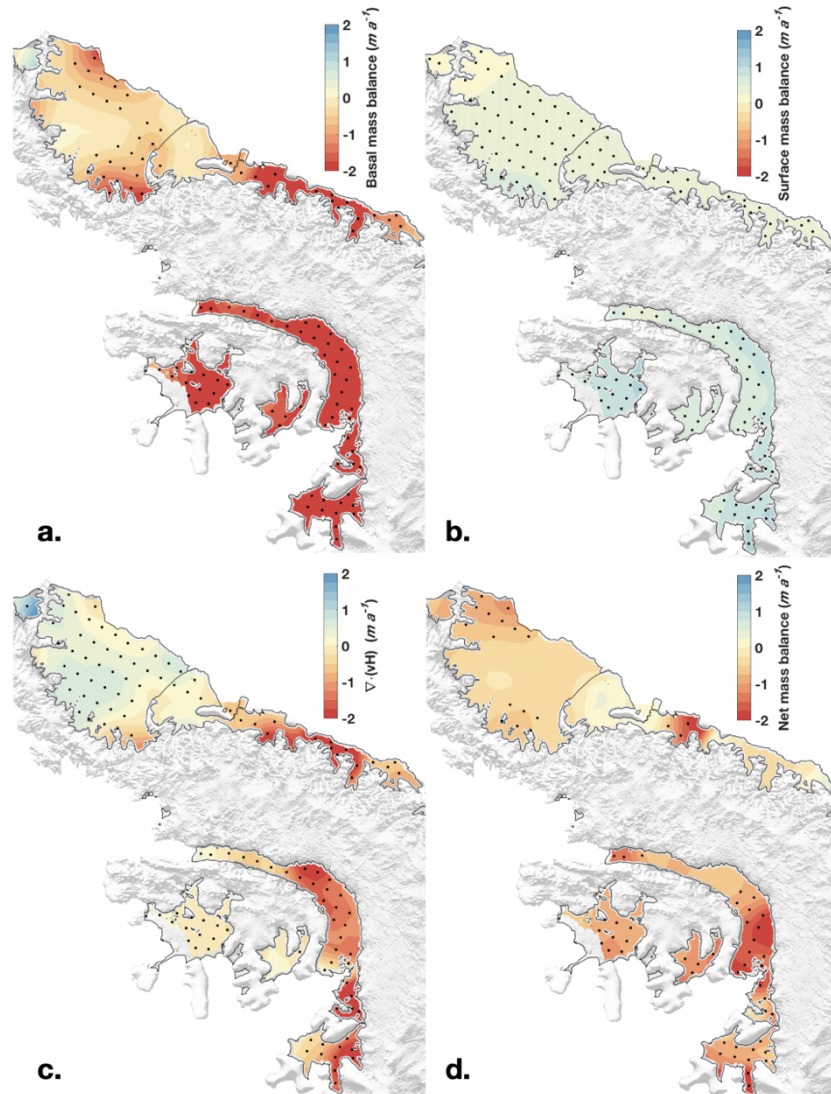 2
1
0
-1
-2
Basal mass balance (m a⁻¹)
a.
2
1
0
-1
-2
Surface mass balance (m a⁻¹)
b.
2
1
0
-1
-2
∇·(vH) (m a⁻¹)
c.
2
1
0
-1
-2
Net mass balance (m a⁻¹)
d.